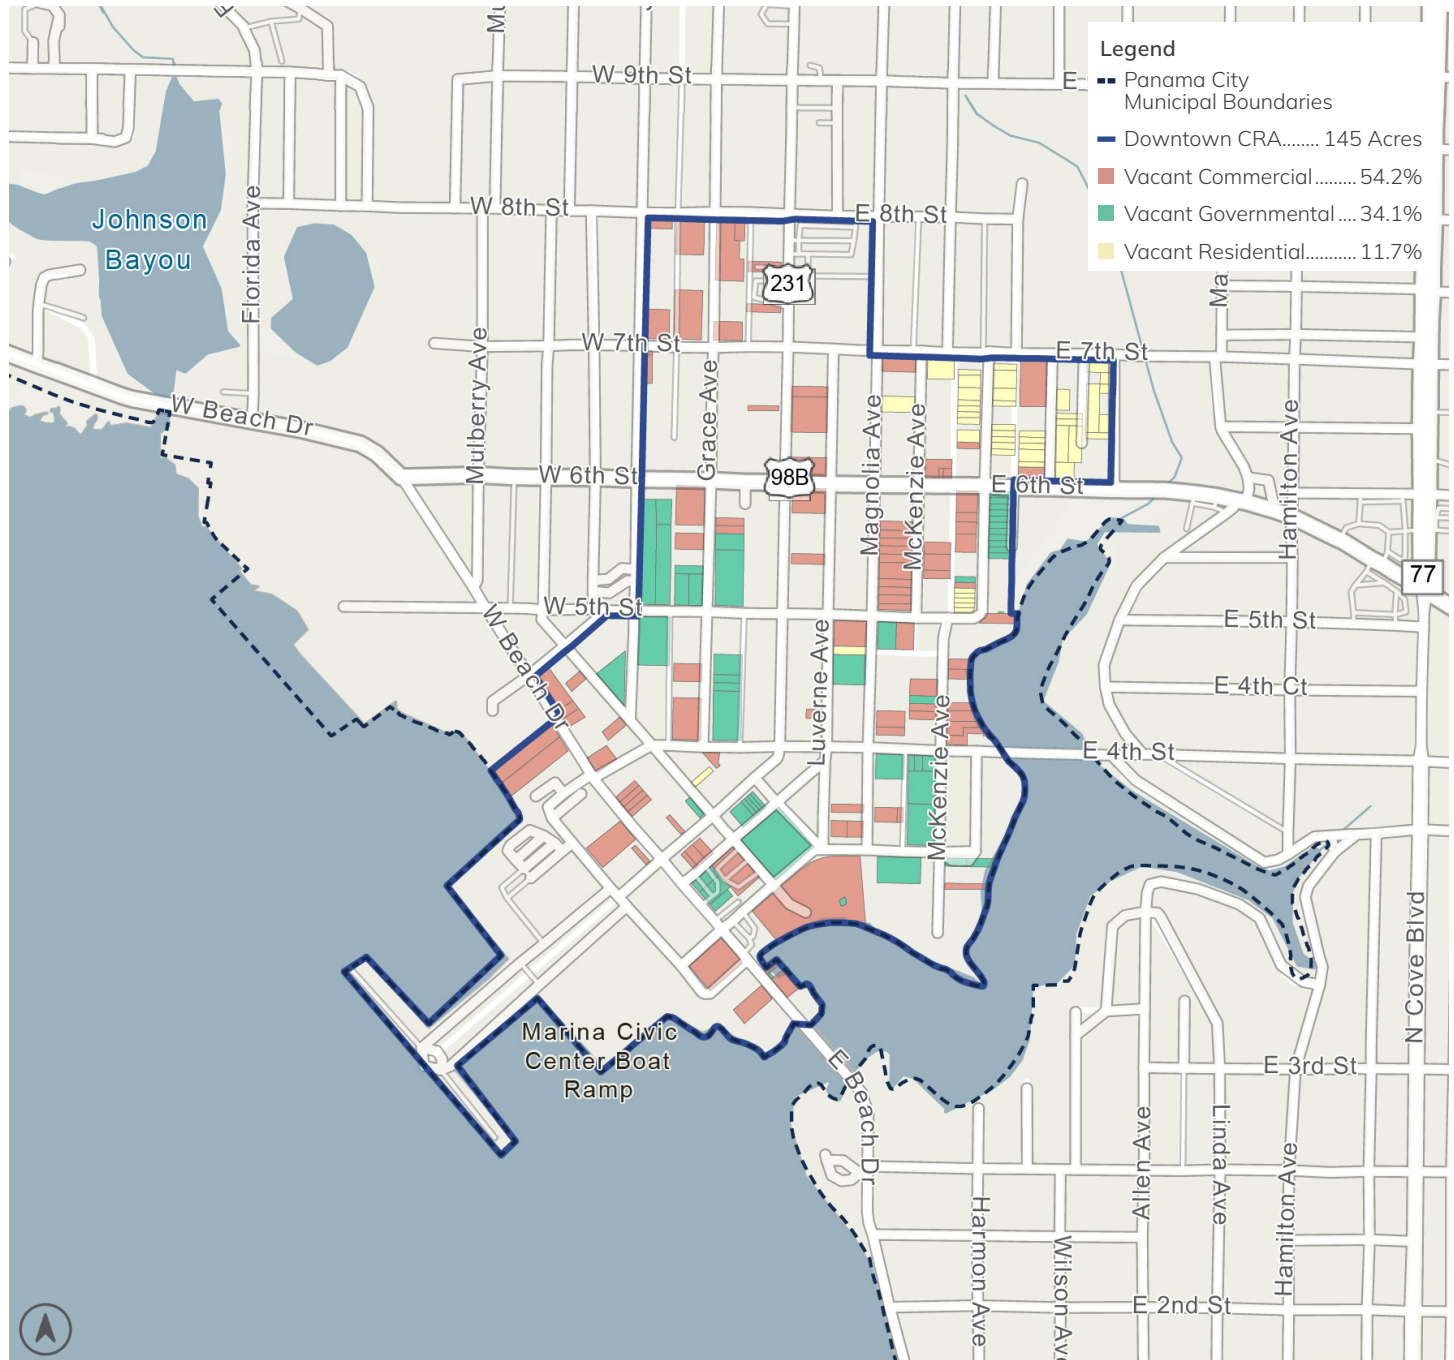 Legend
Panama City
Municipal Boundaries
Downtown CRA........ 145 Acres
Vacant Commercial......... 54.2%
Vacant Governmental .... 34.1%
Vacant Residential........... 11.7%
W 9th St
E
W 8th St
E 8th St
Johnson
Bayou
Florida Ave
231
W 7th St
E 7th St
Mulberry Ave
Grace Ave
Magnolia Ave
McKenzie Ave
W Beach Dr
W 6th St
98B
E 6th St
Hamilton Ave
77
W 5th St
E 5th St
W Beach Dr
Luverne Ave
McKenzie Ave
E 4th Ct
E 4th St
N Cove Blvd
Marina Civic
Center Boat
Ramp
E Beach Dr
E 3rd St
Allen Ave
Linda Ave
Hamilton Ave
Harmon Ave
Wilson Ave
E 2nd St